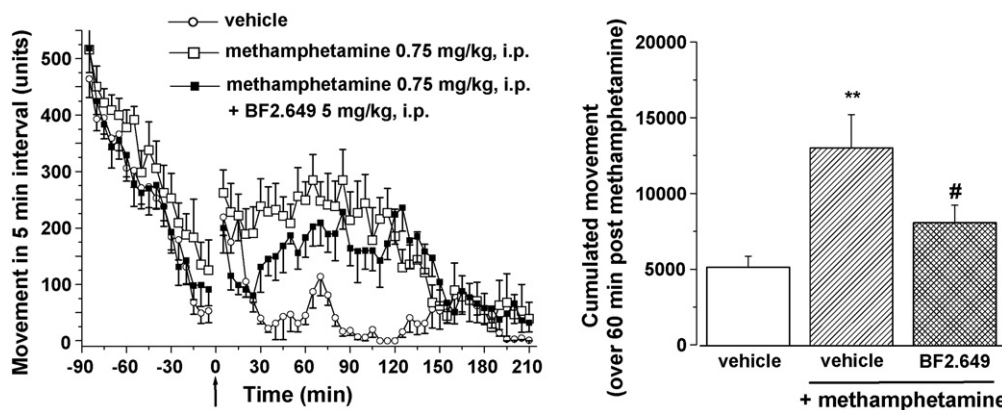 vehicle
methamphetamine 0.75 mg/kg, i.p.
methamphetamine 0.75 mg/kg, i.p.
+ BF2.649 5 mg/kg, i.p.
Movement in 5 min interval (units)
500
400
300
200
100
0
-90 -60 -30 0 30 60 90 120 150 180 210
Time (min)
Cumulated movement
(over 60 min post methamphetamine)
20000
15000
10000
5000
0
**
#
vehicle vehicle BF2.649
+ methamphetamine